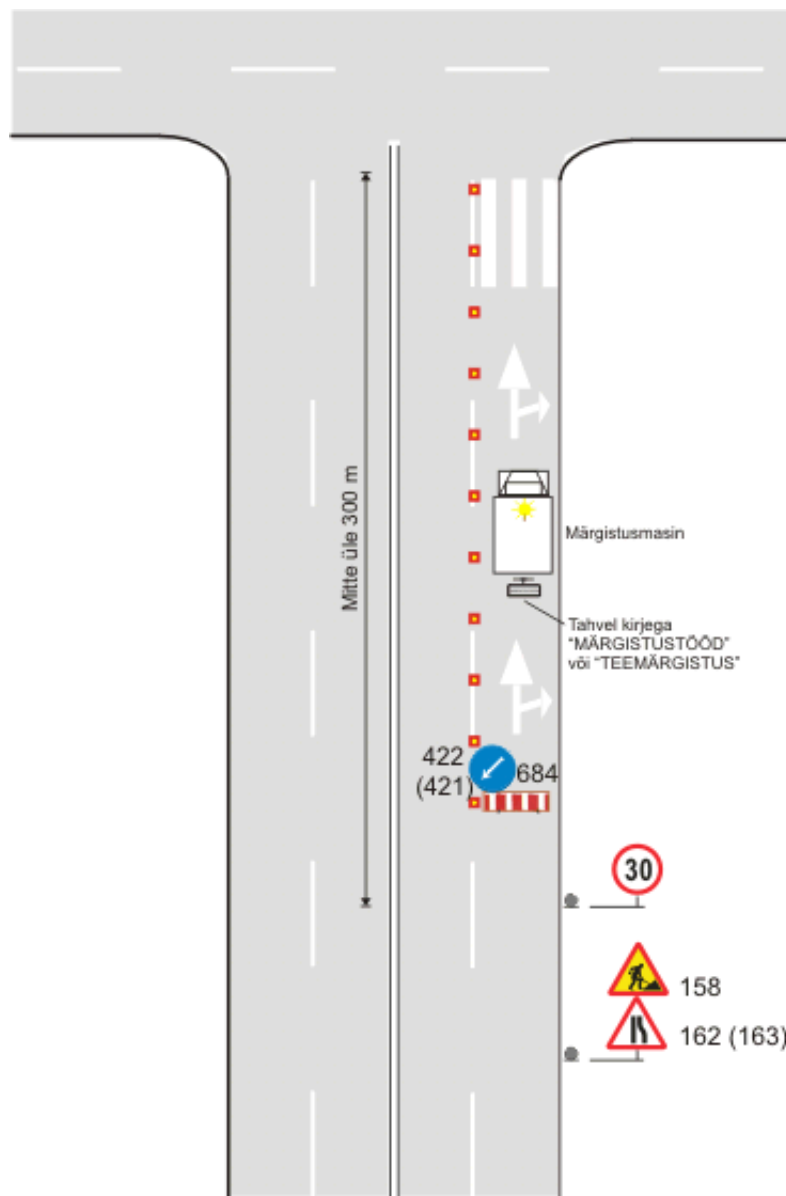 Mitte üle 300 m
Märgistusmasin
Tahvel kirjega
“MÄRGISTUSTÖÖD”
või “TEEMÄRGISTUS”
422
(421)
684
30
158
162 (163)